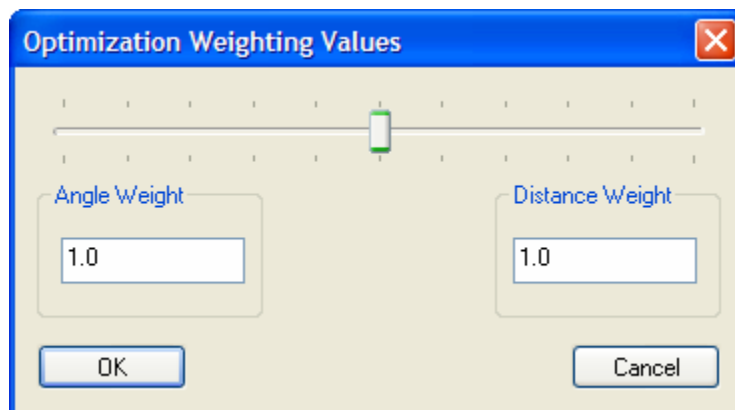 Optimization Weighting Values
Angle Weight
Distance Weight
1.0
1.0
OK
Cancel